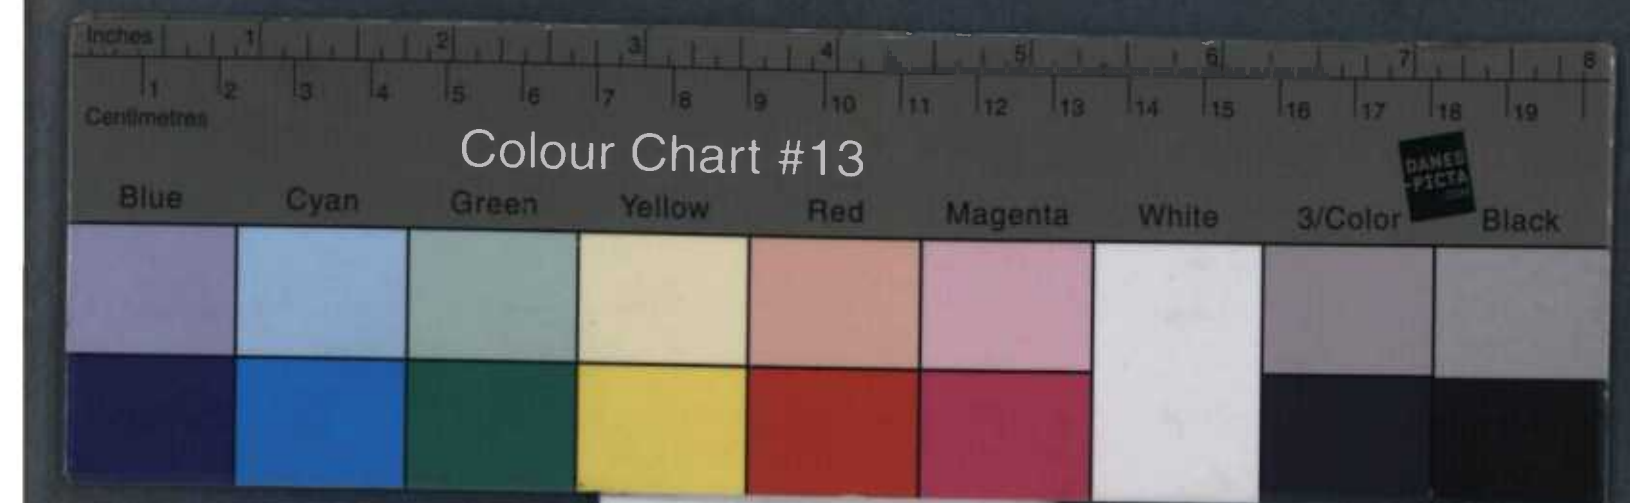 Inches 1 2 3 4 5 6 7 8
1 2 3 4 5 6 7 8 9 10 11 12 13 14 15 16 17 18 19
Centimetres
Colour Chart #13
DANES
-PICTA
Blue Cyan Green Yellow Red Magenta White 3/Color Black